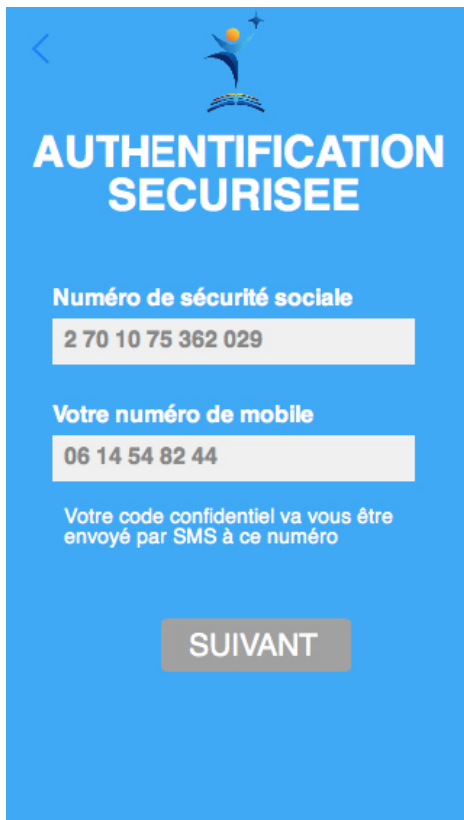 AUTHENTIFICATION
SECURISEE
Numéro de sécurité sociale
2 70 10 75 362 029
Votre numéro de mobile
06 14 54 82 44
Votre code confidentiel va vous être
envoyé par SMS à ce numéro
SUIVANT